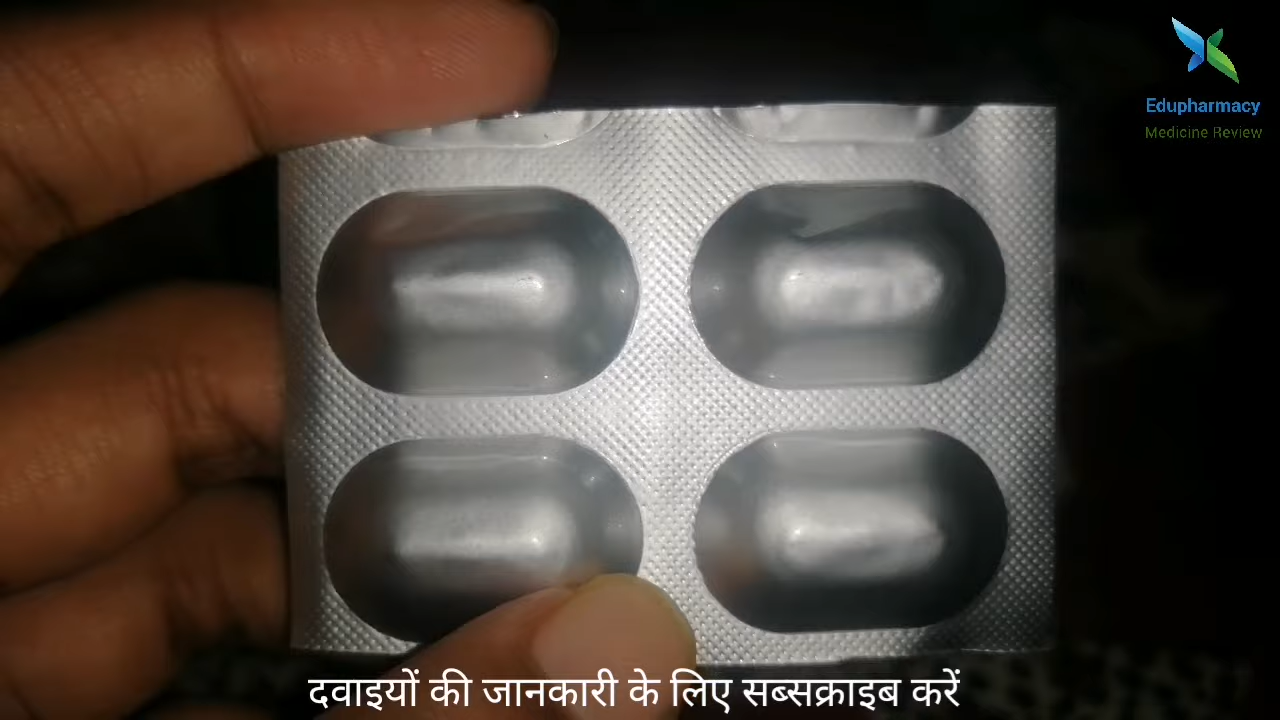 Edupharmacy
Medicine Review
दवाइयों की जानकारी के लिए सब्सक्राइब करें